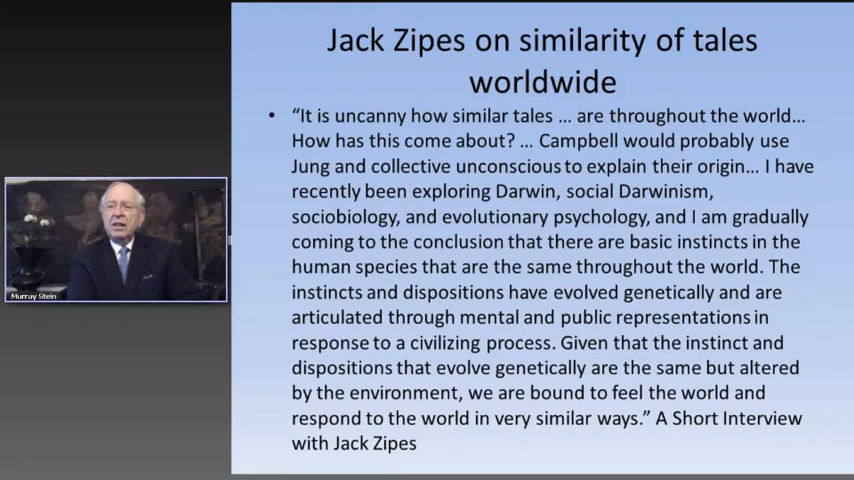 Jack Zipes on similarity of tales
worldwide
• “It is uncanny how similar tales … are throughout the world…
How has this come about? … Campbell would probably use
Jung and collective unconscious to explain their origin… I have
recently been exploring Darwin, social Darwinism,
sociobiology, and evolutionary psychology, and I am gradually
coming to the conclusion that there are basic instincts in the
human species that are the same throughout the world. The
instincts and dispositions have evolved genetically and are
articulated through mental and public representations in
response to a civilizing process. Given that the instinct and
dispositions that evolve genetically are the same but altered
by the environment, we are bound to feel the world and
respond to the world in very similar ways.” A Short Interview
with Jack Zipes
Murray Stein